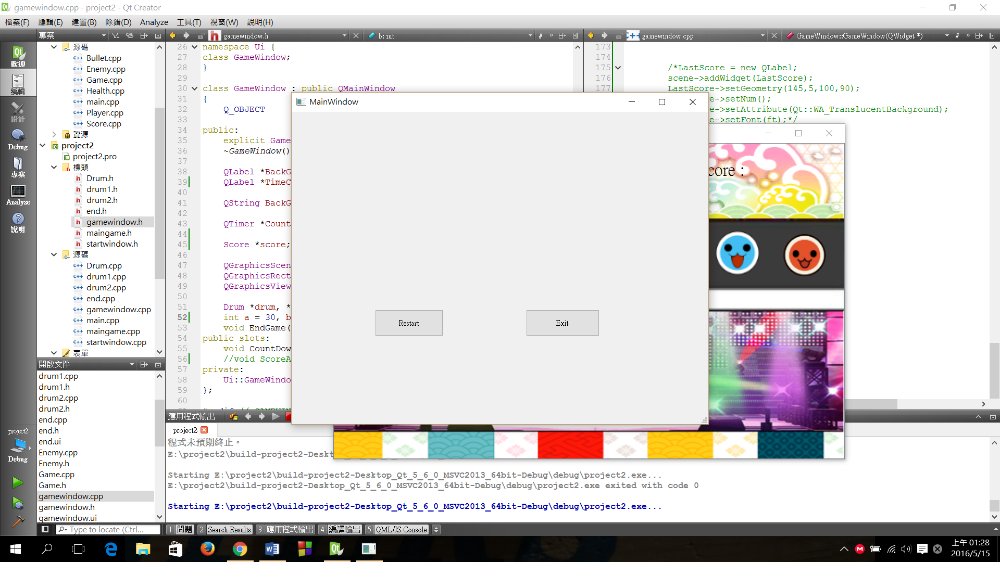 gamewindow.cpp - project2 - Qt Creator
檔案(F) 編輯(E) 建置(B) 除錯(D) Analyze 工具(T) 視窗(W) 說明(H)
專案 gamewindow.h b: int # » gamewindow.cpp GameWindow::GameWindow(QWidget *) # »
歡迎
編輯
設計
Debug
專案
Analyze
說明
project2
Debug
源碼
Bullet.cpp
Enemy.cpp
Game.cpp
Health.cpp
main.cpp
Player.cpp
Score.cpp
資源
project2
project2.pro
標頭
Drum.h
drum1.h
drum2.h
end.h
gamewindow.h
maingame.h
startwindow.h
源碼
Drum.cpp
drum1.cpp
drum2.cpp
end.cpp
gamewindow.cpp
main.cpp
maingame.cpp
startwindow.cpp
表單
開啟文件
drum1.cpp
drum1.h
drum2.cpp
drum2.h
end.cpp
end.h
end.ui
Enemy.cpp
Enemy.h
Game.cpp
Game.h
gamewindow.cpp
gamewindow.h
gamewindow.ui
26 namespace Ui {
27 class GameWindow;
28 }
29
30 class GameWindow : public QMainWindow
31 {
32 Q_OBJECT
33
34 public:
35 explicit Game
36 ~GameWindow()
37
38 QLabel *BackG
39 QLabel *TimeC
40
41 QString BackG
42
43 QTimer *Count
44
45 Score *score;
46
47 QGraphicsScen
48 QGraphicsRect
49 QGraphicsView
50
51 Drum *drum, *
52 int a = 30, b
53 void EndGame(
54 public slots:
55 void CountDow
56 //void ScoreA
57 private:
58 Ui::GameWindo
59 };
60
173
174
175 /*LastScore = new QLabel;
176 scene->addWidget(LastScore);
177 LastScore->setGeometry(145,5,100,90);
e->setNum();
e->setAttribute(Qt::WA_TranslucentBackground);
e->setFont(ft);*/
MainWindow
Restart
Exit
core :
應用程式輸出
project2
程式未預期終止。
E:\project2\build-project2-Deskt
Starting E:\project2\build-project2-Desktop_Qt_5_6_0_MSVC2013_64bit-Debug\debug\project2.exe...
E:\project2\build-project2-Desktop_Qt_5_6_0_MSVC2013_64bit-Debug\debug\project2.exe exited with code 0
Starting E:\project2\build-project2-Desktop_Qt_5_6_0_MSVC2013_64bit-Debug\debug\project2.exe...
Type to locate (Ctrl... 1 問題 2 Search Results 3 應用程式輸出 4 編譯輸出 5 QML/JS Console
上午 01:28
2016/5/15